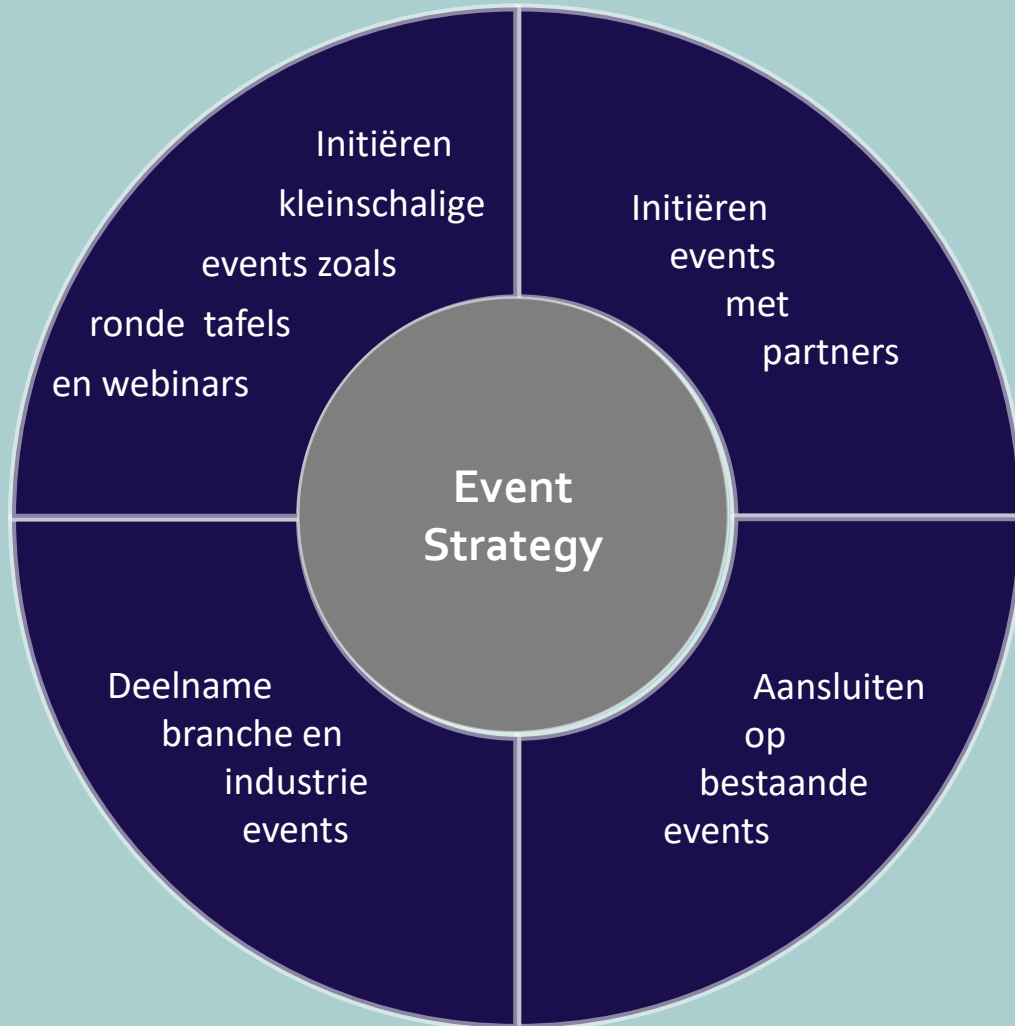 Initiëren
kleinschalige
events zoals
ronde tafels
en webinars
Initiëren
events
met
partners
Event
Strategy
Deelname
branche en
industrie
events
Aansluiten
op
bestaande
events